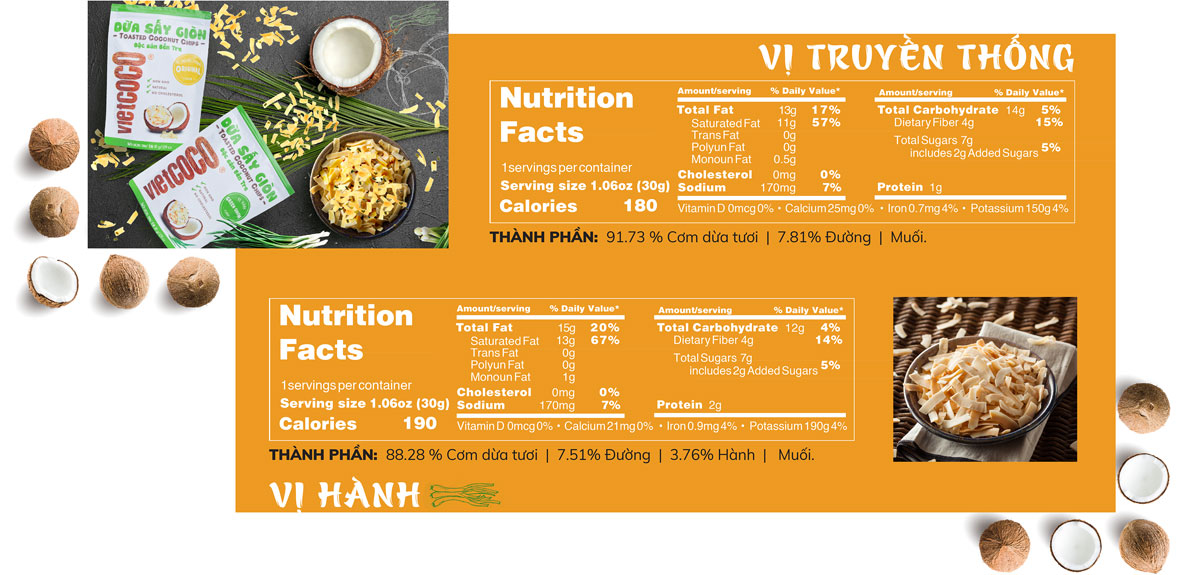 DỪA SẤY GIÒN
- TOASTED COCONUT CHIPS -
Đặc Sản Bến Tre
ORIGINAL
VIETCOCO
DỪA SẤY GIÒN
- TOASTED COCONUT CHIPS -
Đặc Sản Bến Tre
VIETCOCO
VỊ TRUYỀN THỐNG
Nutrition
Facts
1servings per container
Serving size 1.06oz (30g)
Calories 180
Amount/serving % Daily Value*
Total Fat 13g 17%
Saturated Fat 11g 57%
Trans Fat 0g
Polyun Fat 0g
Monoun Fat 0.5g
Cholesterol 0mg 0%
Sodium 170mg 7%
Amount/serving % Daily Value*
Total Carbohydrate 14g 5%
Dietary Fiber 4g 15%
Total Sugars 7g
includes 2g Added Sugars 5%
Protein 1g
Vitamin D 0mcg 0% • Calcium 25mg 0% • Iron 0.7mg 4% • Potassium 150g 4%
THÀNH PHẦN: 91.73 % Cơm dừa tươi | 7.81% Đường | Muối.
Nutrition
Facts
1servings per container
Serving size 1.06oz (30g)
Calories 190
Amount/serving % Daily Value*
Total Fat 15g 20%
Saturated Fat 13g 67%
Trans Fat 0g
Polyun Fat 0g
Monoun Fat 1g
Cholesterol 0mg 0%
Sodium 170mg 7%
Amount/serving % Daily Value*
Total Carbohydrate 12g 4%
Dietary Fiber 4g 14%
Total Sugars 7g
includes 2g Added Sugars 5%
Protein 2g
Vitamin D 0mcg 0% • Calcium 21mg 0% • Iron 0.9mg 4% • Potassium 190g 4%
THÀNH PHẦN: 88.28 % Cơm dừa tươi | 7.51% Đường | 3.76% Hành | Muối.
VỊ HÀNH